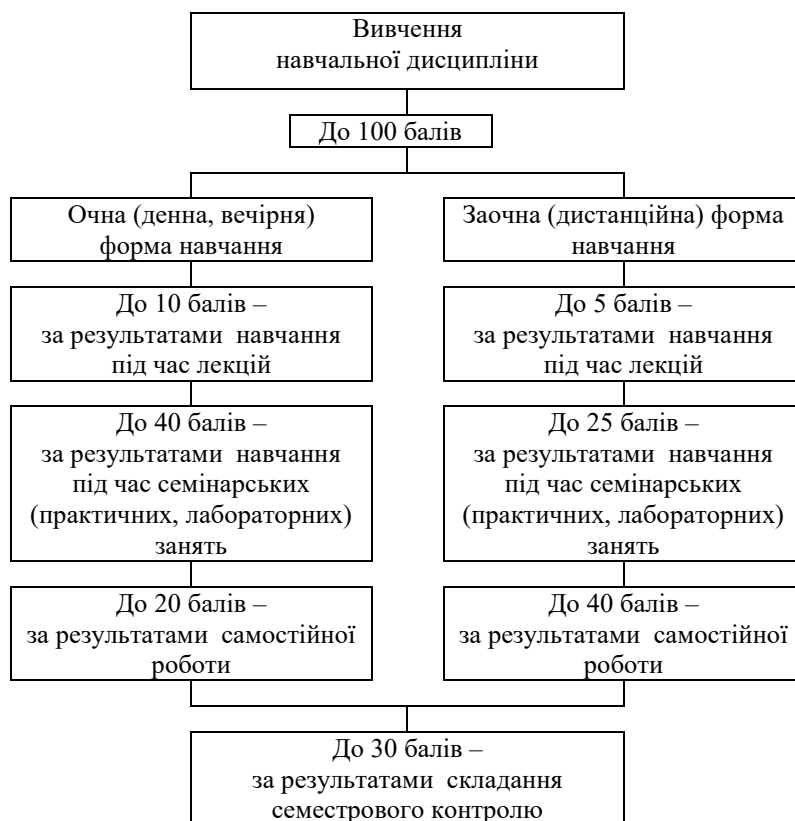 Вивчення
навчальної дисципліни
До 100 балів
Очна (денна, вечірня)
форма навчання
Заочна (дистанційна) форма
навчання
До 10 балів –
за результатами навчання
під час лекцій
До 5 балів –
за результатами навчання
під час лекцій
До 40 балів –
за результатами навчання
під час семінарських
(практичних, лабораторних)
занять
До 25 балів –
за результатами навчання
під час семінарських
(практичних, лабораторних)
занять
До 20 балів –
за результатами самостійної
роботи
До 40 балів –
за результатами самостійної
роботи
До 30 балів –
за результатами складання
семестрового контролю